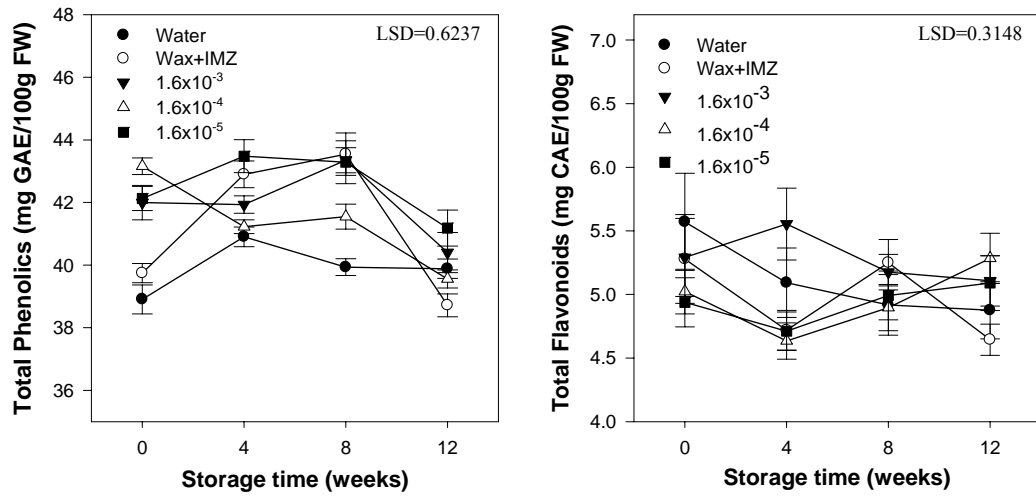 48
46
44
42
40
38
36
Total Phenolics (mg GAE/100g FW)
LSD=0.6237
Water
Wax+IMZ
1.6x10⁻³
1.6x10⁻⁴
1.6x10⁻⁵
0 4 8 12
Storage time (weeks)
7.0
6.5
6.0
5.5
5.0
4.5
4.0
Total Flavonoids (mg CAE/100g FW)
LSD=0.3148
Water
Wax+IMZ
1.6x10⁻³
1.6x10⁻⁴
1.6x10⁻⁵
0 4 8 12
Storage time (weeks)